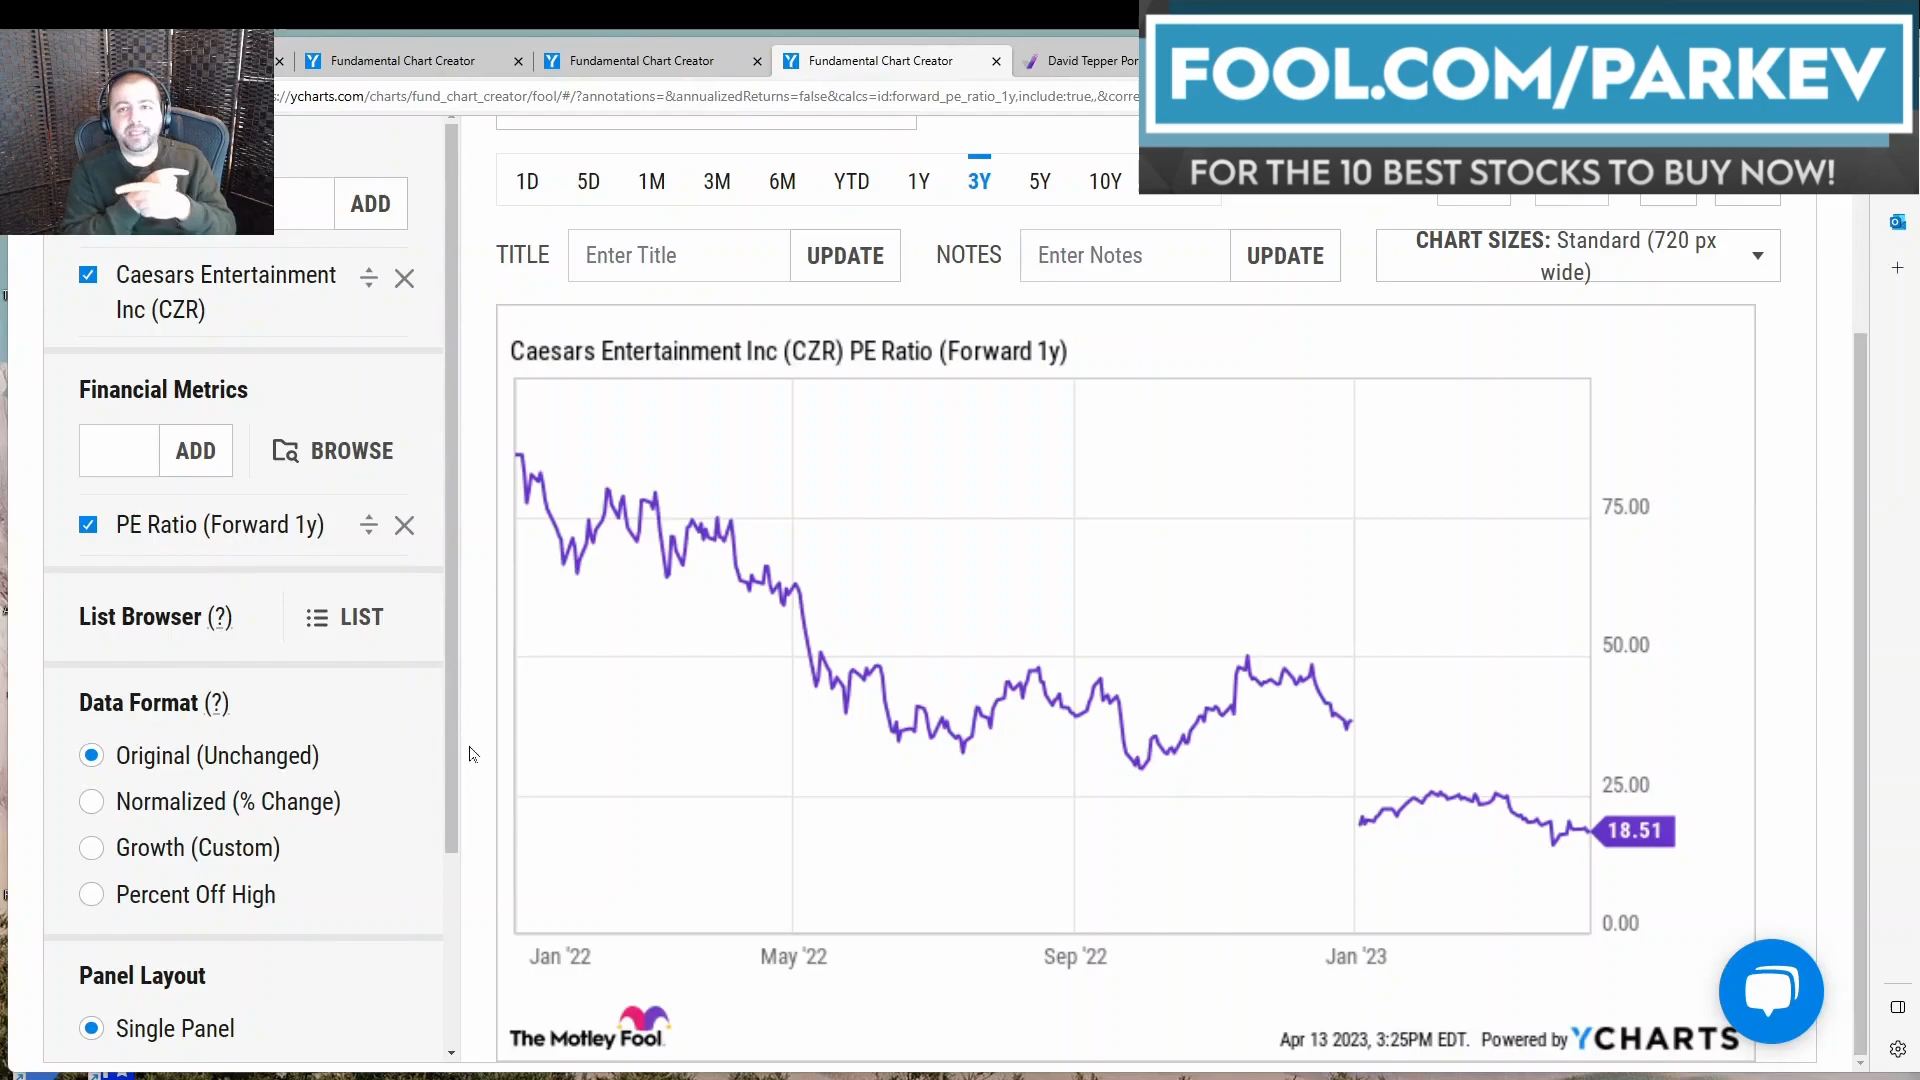 Fundamental Chart Creator
Fundamental Chart Creator
Fundamental Chart Creator
David Tepper Por
FOOL.COM/PARKEV
FOR THE 10 BEST STOCKS TO BUY NOW!
://ycharts.com/charts/fund_chart_creator/fool/#/?annotations=&annualizedReturns=false&calcs=id:forward_pe_ratio_1y,include:true,,&corre
1D 5D 1M 3M 6M YTD 1Y 3Y 5Y 10Y
ADD
TITLE Enter Title UPDATE NOTES Enter Notes UPDATE CHART SIZES: Standard (720 px
wide)
Caesars Entertainment
Inc (CZR)
Financial Metrics
ADD BROWSE
PE Ratio (Forward 1y)
List Browser (?) LIST
Data Format (?)
Original (Unchanged)
Normalized (% Change)
Growth (Custom)
Percent Off High
Panel Layout
Single Panel
Caesars Entertainment Inc (CZR) PE Ratio (Forward 1y)
75.00
50.00
25.00
18.51
0.00
Jan '22 May '22 Sep '22 Jan '23
The Motley Fool.
Apr 13 2023, 3:25PM EDT. Powered by YCHARTS